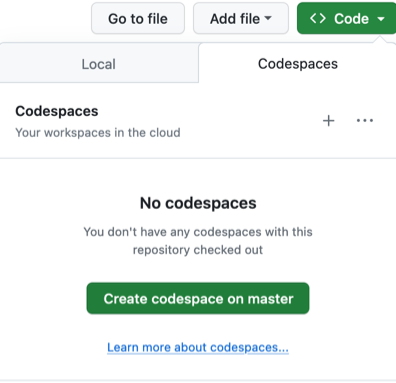 Go to file Add file <> Code
Local Codespaces
Codespaces
Your workspaces in the cloud
No codespaces
You don't have any codespaces with this
repository checked out
Create codespace on master
Learn more about codespaces...